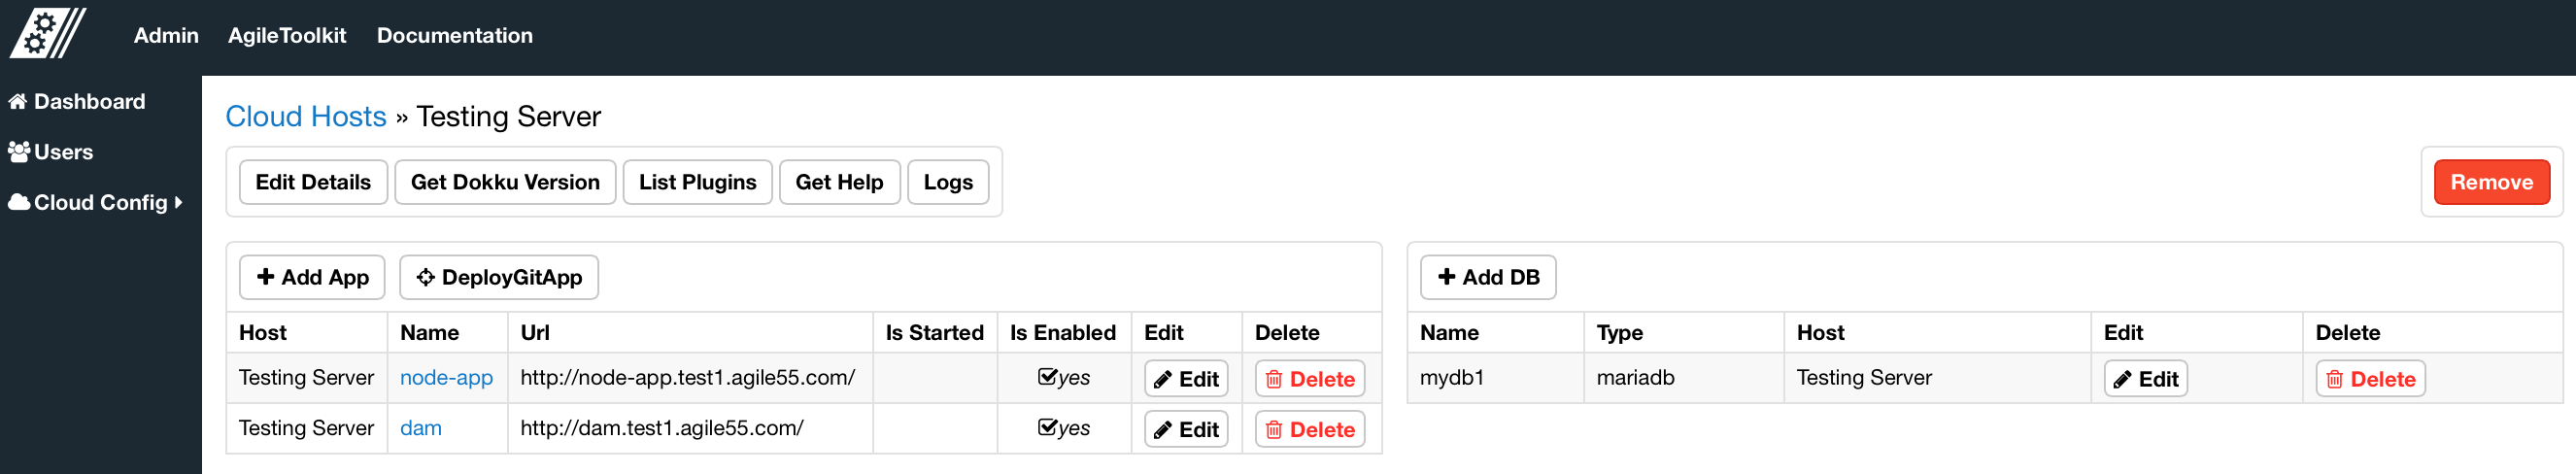 Admin AgileToolkit Documentation
Dashboard
Users
Cloud Config
Cloud Hosts » Testing Server
Edit Details Get Dokku Version List Plugins Get Help Logs
Remove
Add App DeployGitApp
Host Name Url Is Started Is Enabled Edit Delete
Testing Server node-app http://node-app.test1.agile55.com/ yes Edit Delete
Testing Server dam http://dam.test1.agile55.com/ yes Edit Delete
Add DB
Name Type Host Edit Delete
mydb1 mariadb Testing Server Edit Delete